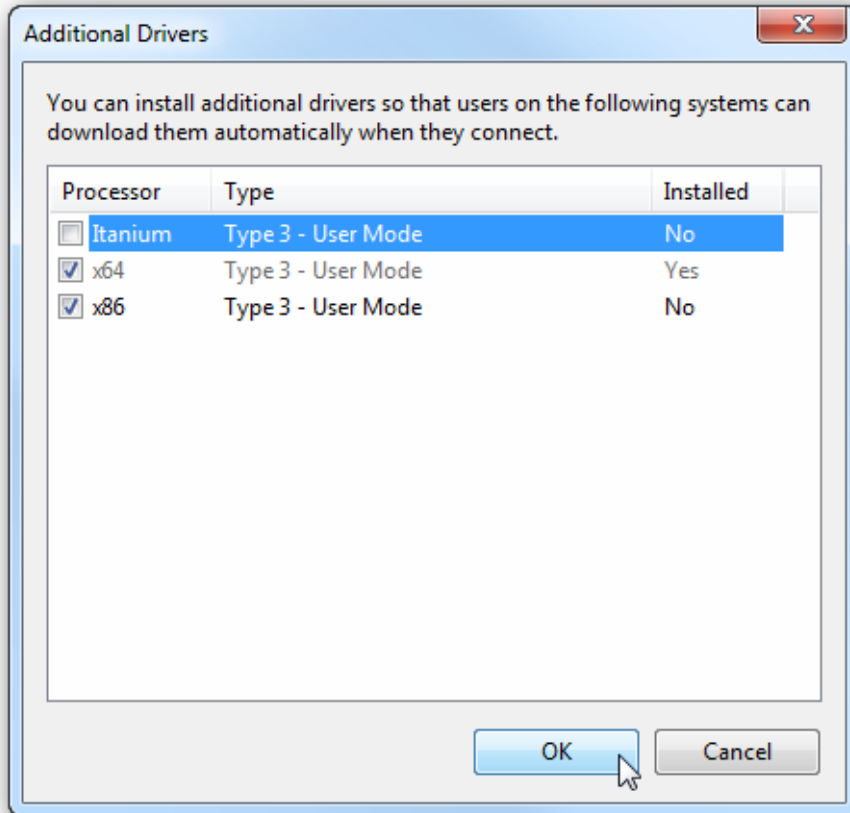 Additional Drivers
You can install additional drivers so that users on the following systems can
download them automatically when they connect.
Processor Type Installed
Itanium Type 3 - User Mode No
x64 Type 3 - User Mode Yes
x86 Type 3 - User Mode No
OK Cancel